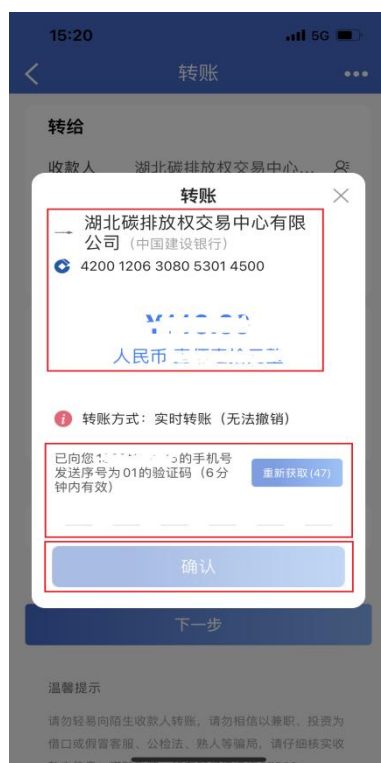 15:20
5G
转账
转给
收款人 湖北碳排放权交易中心...
转账
湖北碳排放权交易中心有限
公司（中国建设银行）
4200 1206 3080 5301 4500
人民币
转账方式：实时转账（无法撤销）
已向您 的手机号
发送序号为01的验证码（6分
钟内有效）
重新获取(47)
确认
下一步
温馨提示
请勿轻易向陌生收款人转账，请勿相信以兼职、投资为
借口或假冒客服、公检法、熟人等骗局，请仔细核实收